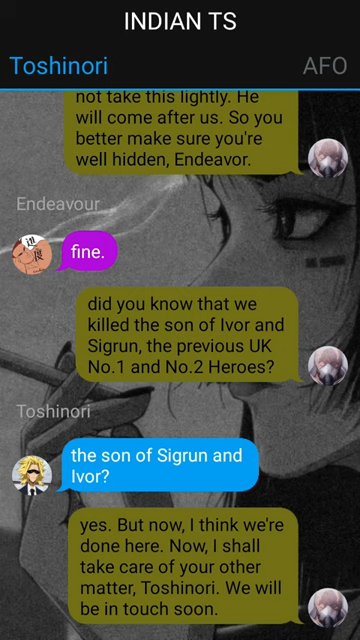 INDIAN TS
Toshinori
AFO
not take this lightly. He
will come after us. So you
better make sure you're
well hidden, Endeavor.
Endeavour
fine.
did you know that we
killed the son of Ivor and
Sigrun, the previous UK
No.1 and No.2 Heroes?
Toshinori
the son of Sigrun and
Ivor?
yes. But now, I think we're
done here. Now, I shall
take care of your other
matter, Toshinori. We will
be in touch soon.